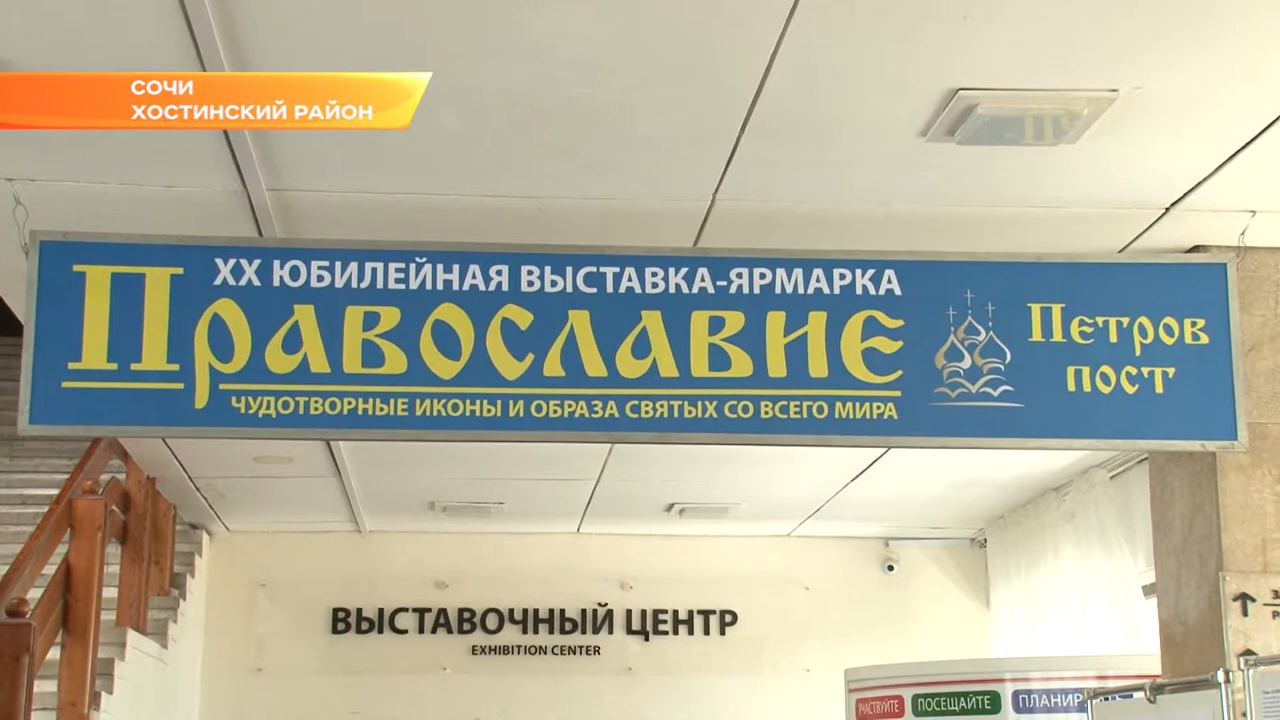 СОЧИ
ХОСТИНСКИЙ РАЙОН
XX ЮБИЛЕЙНАЯ ВЫСТАВКА-ЯРМАРКА
ПРАВОСЛАВИЕ
ЧУДОТВОРНЫЕ ИКОНЫ И ОБРАЗА СВЯТЫХ СО ВСЕГО МИРА
ПЕТРОВ
ПОСТ
ВЫСТАВОЧНЫЙ ЦЕНТР
EXHIBITION CENTER
УЧАСТВУЙТЕ
ПОСЕЩАЙТЕ